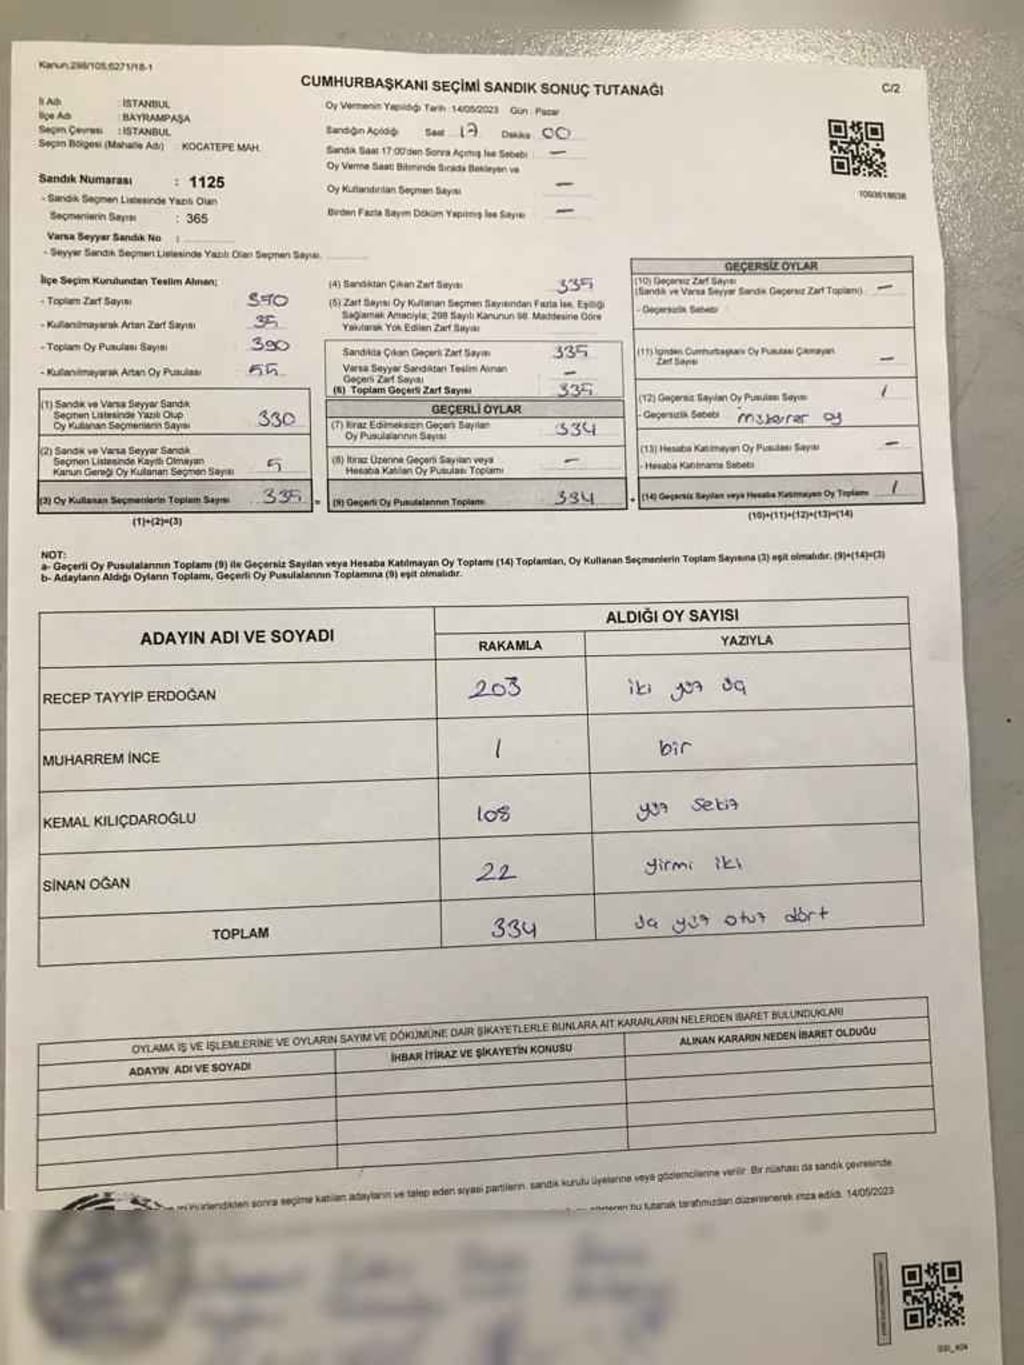 Kanun:298/105,6271/18-1
CUMHURBAŞKANI SEÇİMİ SANDIK SONUÇ TUTANAĞI
C/2
İl Adı : İSTANBUL
İlçe Adı : BAYRAMPAŞA
Seçim Çevresi : İSTANBUL
Seçim Bölgesi (Mahalle Adı) : KOCATEPE MAH.
Sandık Numarası : 1125
- Sandık Seçmen Listesinde Yazılı Olan
Seçmenlerin Sayısı : 365
Varsa Seyyar Sandık No :
- Seyyar Sandık Seçmen Listesinde Yazılı Olan Seçmen Sayısı
Oy Vermenin Yapıldığı Tarih : 14/05/2023 Gün : Pazar
Sandığın Açıldığı Saat 17 Dakika 00
Sandık Saat 17:00'den Sonra Açılmış İse Sebebi —
Oy Verme Saati Bitiminde Sırada Bekleyen ve
Oy Kullandırılan Seçmen Sayısı —
Birden Fazla Sayım Döküm Yapılmış İse Sayısı —
İlçe Seçim Kurulundan Teslim Alınan;
- Toplam Zarf Sayısı 390
- Kullanılmayarak Artan Zarf Sayısı 35
- Toplam Oy Pusulası Sayısı 390
- Kullanılmayarak Artan Oy Pusulası 55
(1) Sandık ve Varsa Seyyar Sandık
Seçmen Listesinde Yazılı Olup
Oy Kullanan Seçmenlerin Sayısı 330
(2) Sandık ve Varsa Seyyar Sandık
Seçmen Listesinde Kayıtlı Olmayan
Kanun Gereği Oy Kullanan Seçmen Sayısı 5
(3) Oy Kullanan Seçmenlerin Toplam Sayısı 335
(1)+(2)=(3)
(4) Sandıktan Çıkan Zarf Sayısı 335
(5) Zarf Sayısı Oy Kullanan Seçmen Sayısından Fazla İse, Eşitliği
Sağlamak Amacıyla; 298 Sayılı Kanunun 98. Maddesine Göre
Yakılarak Yok Edilen Zarf Sayısı
Sandıkta Çıkan Geçerli Zarf Sayısı 335
Varsa Seyyar Sandıktan Teslim Alınan
Geçerli Zarf Sayısı —
(6) Toplam Geçerli Zarf Sayısı 335
GEÇERLİ OYLAR
(7) İtiraz Edilmeksizin Geçerli Sayılan
Oy Pusulalarının Sayısı 334
(8) İtiraz Üzerine Geçerli Sayılan veya
Hesaba Katılan Oy Pusulası Toplamı —
= (9) Geçerli Oy Pusulalarının Toplamı 334
GEÇERSİZ OYLAR
(10) Geçersiz Zarf Sayısı
(Sandık ve Varsa Seyyar Sandık Geçersiz Zarf Toplamı) —
- Geçersizlik Sebebi
(11) İçinden Cumhurbaşkanı Oy Pusulası Çıkmayan
Zarf Sayısı —
(12) Geçersiz Sayılan Oy Pusulası Sayısı 1
- Geçersizlik Sebebi mükerrer oy
(13) Hesaba Katılmayan Oy Pusulası Sayısı —
- Hesaba Katılmama Sebebi
+ (14) Geçersiz Sayılan veya Hesaba Katılmayan Oy Toplamı 1
(10)+(11)+(12)+(13)=(14)
NOT:
a- Geçerli Oy Pusulalarının Toplamı (9) ile Geçersiz Sayılan veya Hesaba Katılmayan Oy Toplamı (14) Toplamları, Oy Kullanan Seçmenlerin Toplam Sayısına (3) eşit olmalıdır. (9)+(14)=(3)
b- Adayların Aldığı Oyların Toplamı, Geçerli Oy Pusulalarının Toplamına (9) eşit olmalıdır.
ADAYIN ADI VE SOYADI
ALDIĞI OY SAYISI
RAKAMLA YAZIYLA
RECEP TAYYİP ERDOĞAN 203 iki yüz üç
MUHARREM İNCE 1 bir
KEMAL KILIÇDAROĞLU 108 yüz sekiz
SİNAN OĞAN 22 yirmi iki
TOPLAM 334 üç yüz otuz dört
OYLAMA İŞ VE İŞLEMLERİNE VE OYLARIN SAYIM VE DÖKÜMÜNE DAİR ŞİKAYETLERLE BUNLARA AİT KARARLARIN NELERDEN İBARET BULUNDUKLARI
ADAYIN ADI VE SOYADI İHBAR İTİRAZ VE ŞİKAYETİN KONUSU ALINAN KARARIN NEDEN İBARET OLDUĞU
sonra seçime katılan adayların ve talep eden siyasi partilerin, sandık kurulu üyelerine veya gözlemcilerine verilir. Bir nüshası da sandık çevresinde
bu tutanak tarafımızdan düzenlenerek imza edildi. 14/05/2023